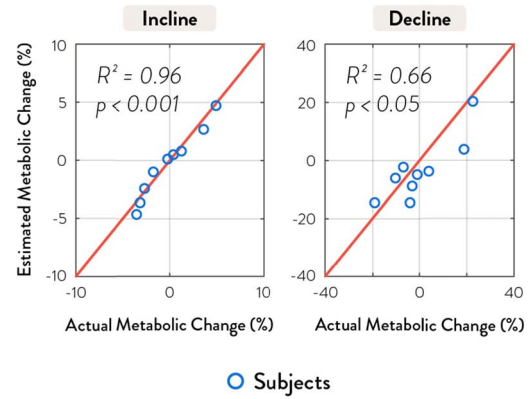 Incline
Decline
Estimated Metabolic Change (%)
10
5
0
-5
-10
R² = 0.96
p < 0.001
-10
0
10
Actual Metabolic Change (%)
40
20
0
-20
-40
R² = 0.66
p < 0.05
-40
0
40
Actual Metabolic Change (%)
Subjects